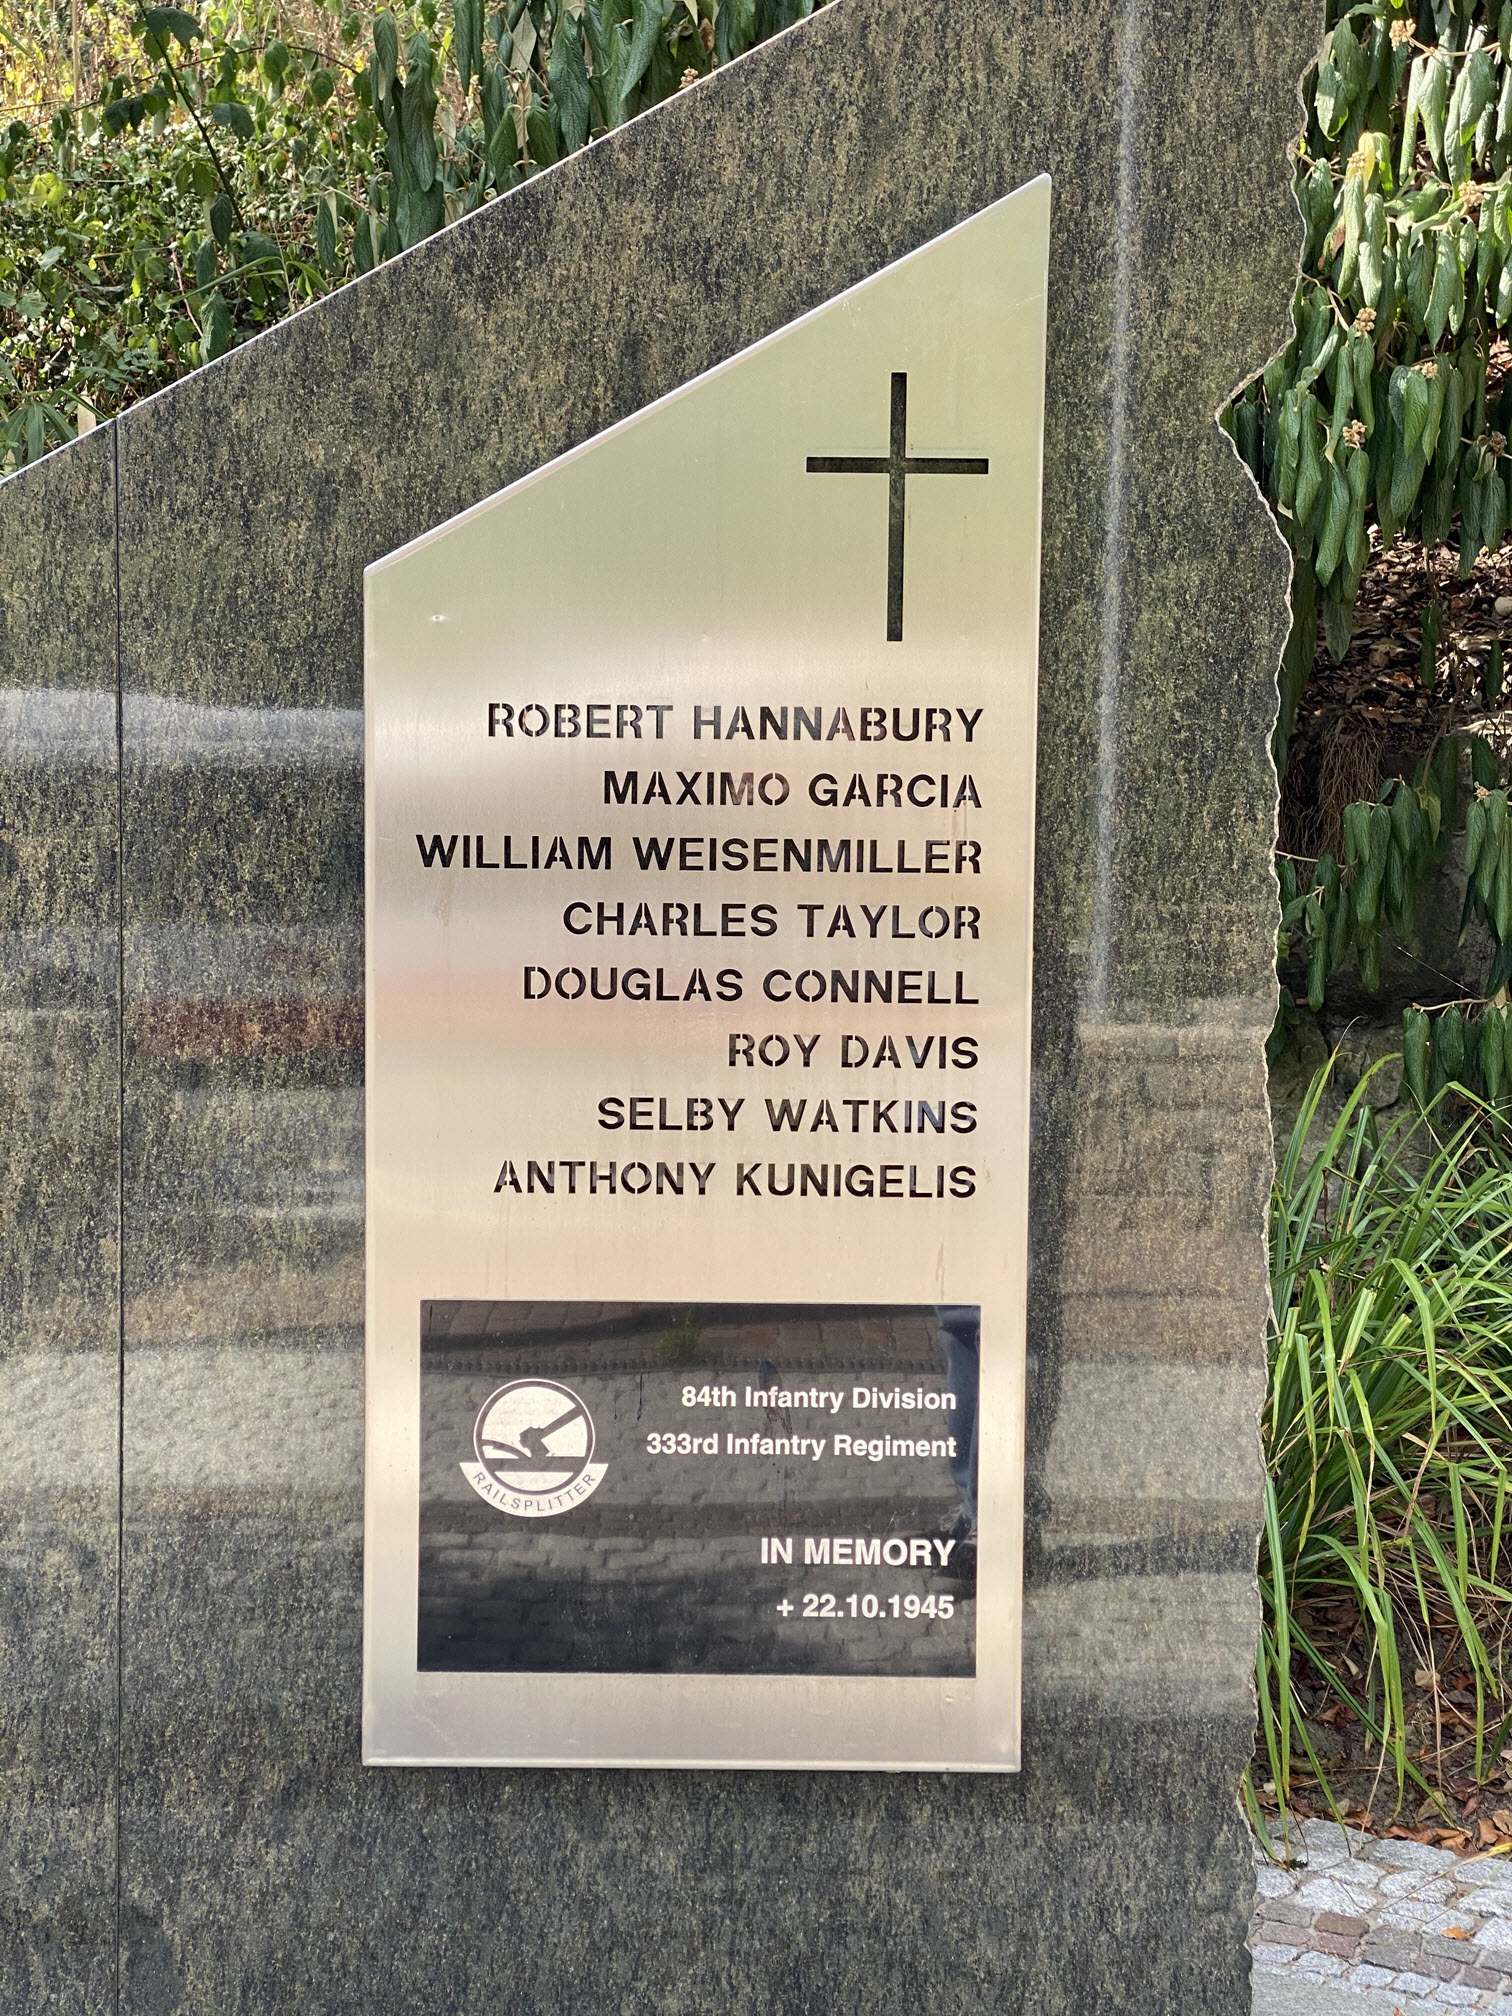 ROBERT HANNABURY
MAXIMO GARCIA
WILLIAM WEISENMILLER
CHARLES TAYLOR
DOUGLAS CONNELL
ROY DAVIS
SELBY WATKINS
ANTHONY KUNIGELIS
84th Infantry Division
333rd Infantry Regiment
RAILSPLITTER
IN MEMORY
+ 22.10.1945